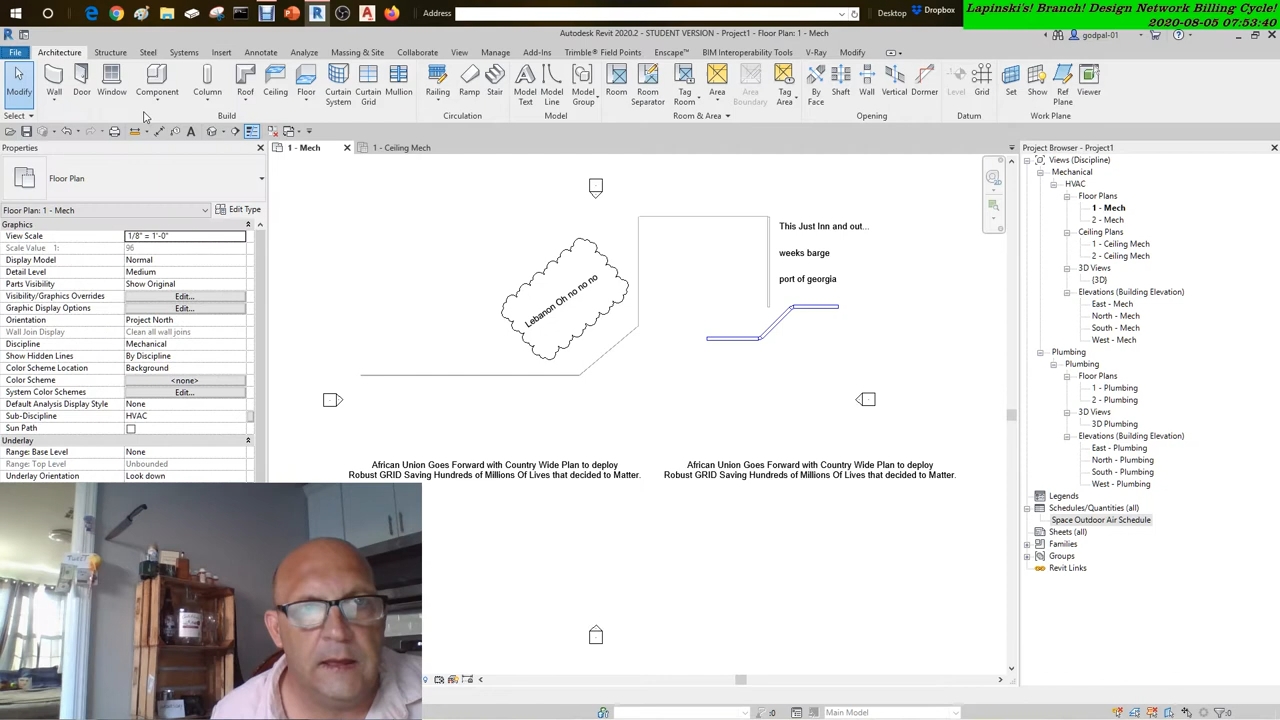 Address
Desktop
Dropbox
Lapinski's! Branch! Design Network Billing Cycle!
2020-08-05 07:53:40
Autodesk Revit 2020.2 - STUDENT VERSION - Project1 - Floor Plan: 1 - Mech
godpal-01
File Architecture Structure Steel Systems Insert Annotate Analyze Massing & Site Collaborate View Manage Add-Ins Trimble® Field Points Enscape™ BIM Interoperability Tools V-Ray Modify
Modify Wall Door Window Component Column Roof Ceiling Floor Curtain System Curtain Grid Mullion Railing Ramp Stair Model Text Model Line Model Group Room Room Separator Tag Room Area Area Boundary Tag Area By Face Shaft Wall Vertical Dormer Level Grid Set Show Ref Plane Viewer
Select Build Circulation Model Room & Area Opening Datum Work Plane
Properties
1 - Mech
1 - Ceiling Mech
Project Browser - Project1
Floor Plan
Floor Plan: 1 - Mech
Edit Type
Graphics
View Scale 1/8" = 1'-0"
Scale Value 1: 96
Display Model Normal
Detail Level Medium
Parts Visibility Show Original
Visibility/Graphics Overrides Edit...
Graphic Display Options Edit...
Orientation Project North
Wall Join Display Clean all wall joins
Discipline Mechanical
Show Hidden Lines By Discipline
Color Scheme Location Background
Color Scheme <none>
System Color Schemes Edit...
Default Analysis Display Style None
Sub-Discipline HVAC
Sun Path
Underlay
Range: Base Level None
Range: Top Level Unbounded
Underlay Orientation Look down
Lebanon Oh no no no
This Just Inn and out...
weeks barge
port of georgia
African Union Goes Forward with Country Wide Plan to deploy
Robust GRID Saving Hundreds of Millions Of Lives that decided to Matter.
African Union Goes Forward with Country Wide Plan to deploy
Robust GRID Saving Hundreds of Millions Of Lives that decided to Matter.
Views (Discipline)
Mechanical
HVAC
Floor Plans
1 - Mech
2 - Mech
Ceiling Plans
1 - Ceiling Mech
2 - Ceiling Mech
3D Views
{3D}
Elevations (Building Elevation)
East - Mech
North - Mech
South - Mech
West - Mech
Plumbing
Plumbing
Floor Plans
1 - Plumbing
2 - Plumbing
3D Views
3D Plumbing
Elevations (Building Elevation)
East - Plumbing
North - Plumbing
South - Plumbing
West - Plumbing
Legends
Schedules/Quantities (all)
Space Outdoor Air Schedule
Sheets (all)
Families
Groups
Revit Links
:0
Main Model
:0